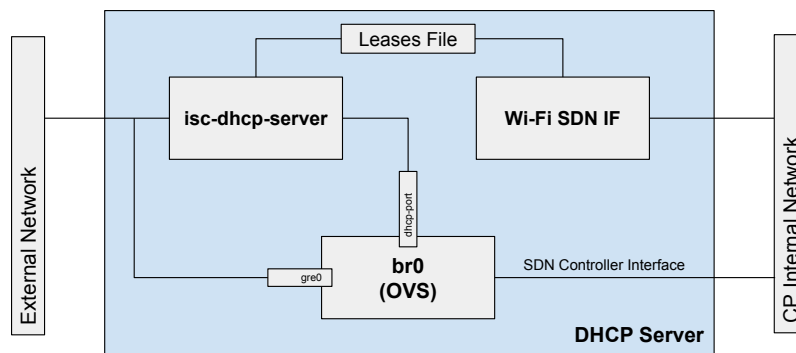 Leases File
isc-dhcp-server
Wi-Fi SDN IF
External Network
dhcp-port
gre0
br0
(OVS)
SDN Controller Interface
CP Internal Network
DHCP Server